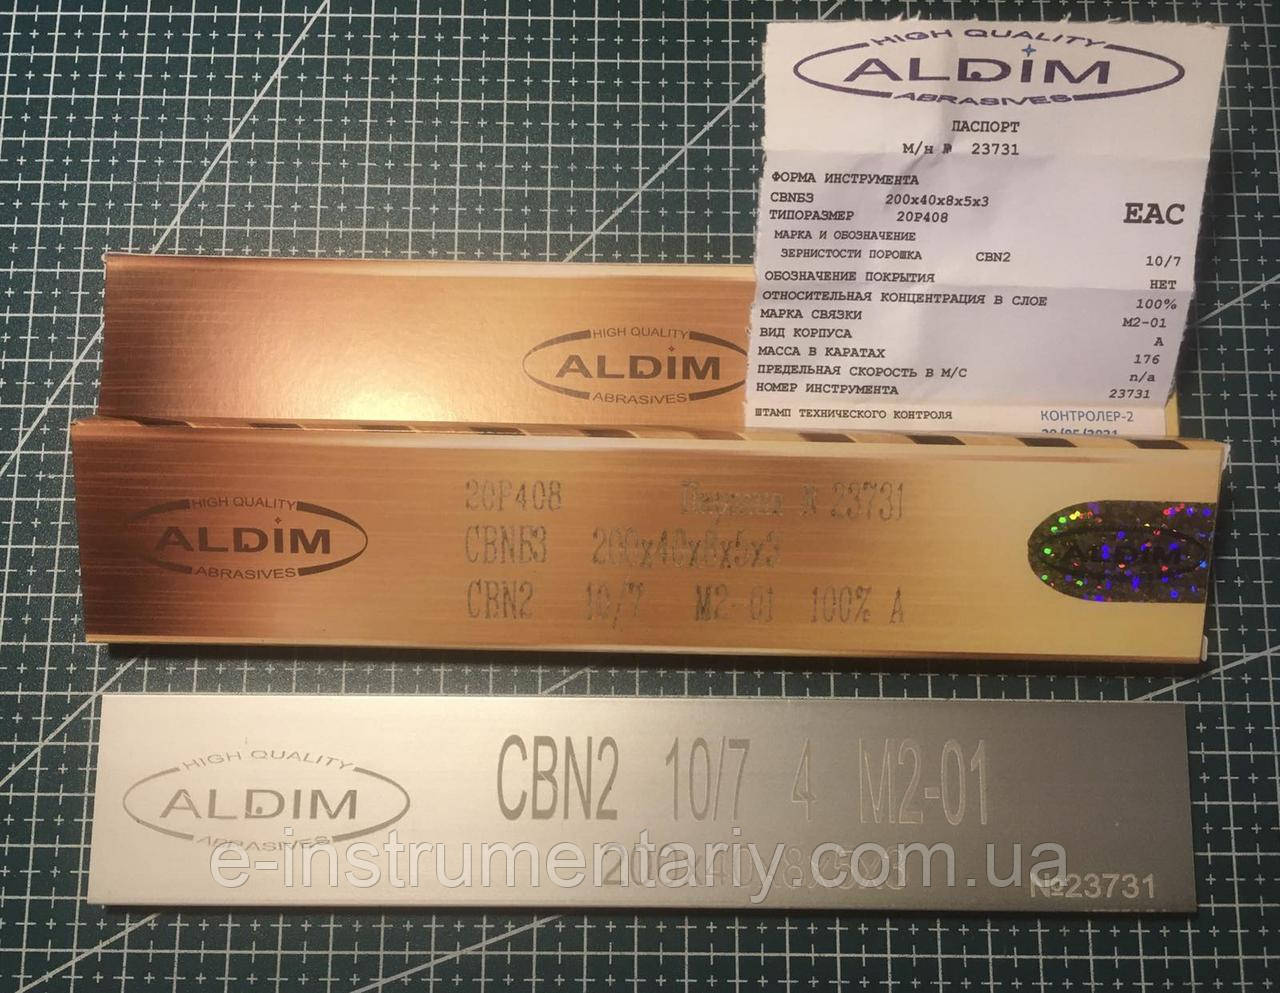 HIGH QUALITY
ALDIM
ABRASIVES
ПАСПОРТ
М/н № 23731
ФОРМА ИНСТРУМЕНТА
CBNБ3 200x40x8x5x3
ТИПОРАЗМЕР 20P408
EAC
МАРКА И ОБОЗНАЧЕНИЕ
ЗЕРНИСТОСТИ ПОРОШКА CBN2 10/7
ОБОЗНАЧЕНИЕ ПОКРЫТИЯ НЕТ
ОТНОСИТЕЛЬНАЯ КОНЦЕНТРАЦИЯ В СЛОЕ 100%
МАРКА СВЯЗКИ М2-01
ВИД КОРПУСА А
МАССА В КАРАТАХ 176
ПРЕДЕЛЬНАЯ СКОРОСТЬ В М/С n/a
НОМЕР ИНСТРУМЕНТА 23731
ШТАМП ТЕХНИЧЕСКОГО КОНТРОЛЯ КОНТРОЛЕР-2
HIGH QUALITY
ALDIM
ABRASIVES
HIGH QUALITY
ALDIM
ABRASIVES
20P408 N 23731
CBNБ3 200x40x8x5x3
CBN2 10/7 М2-01 100% А
ALDIM
HIGH QUALITY
ALDIM
ABRASIVES
CBN2 10/7 4 M2-01
200x40x8x5x3
№23731
e-instrumentariy.com.ua